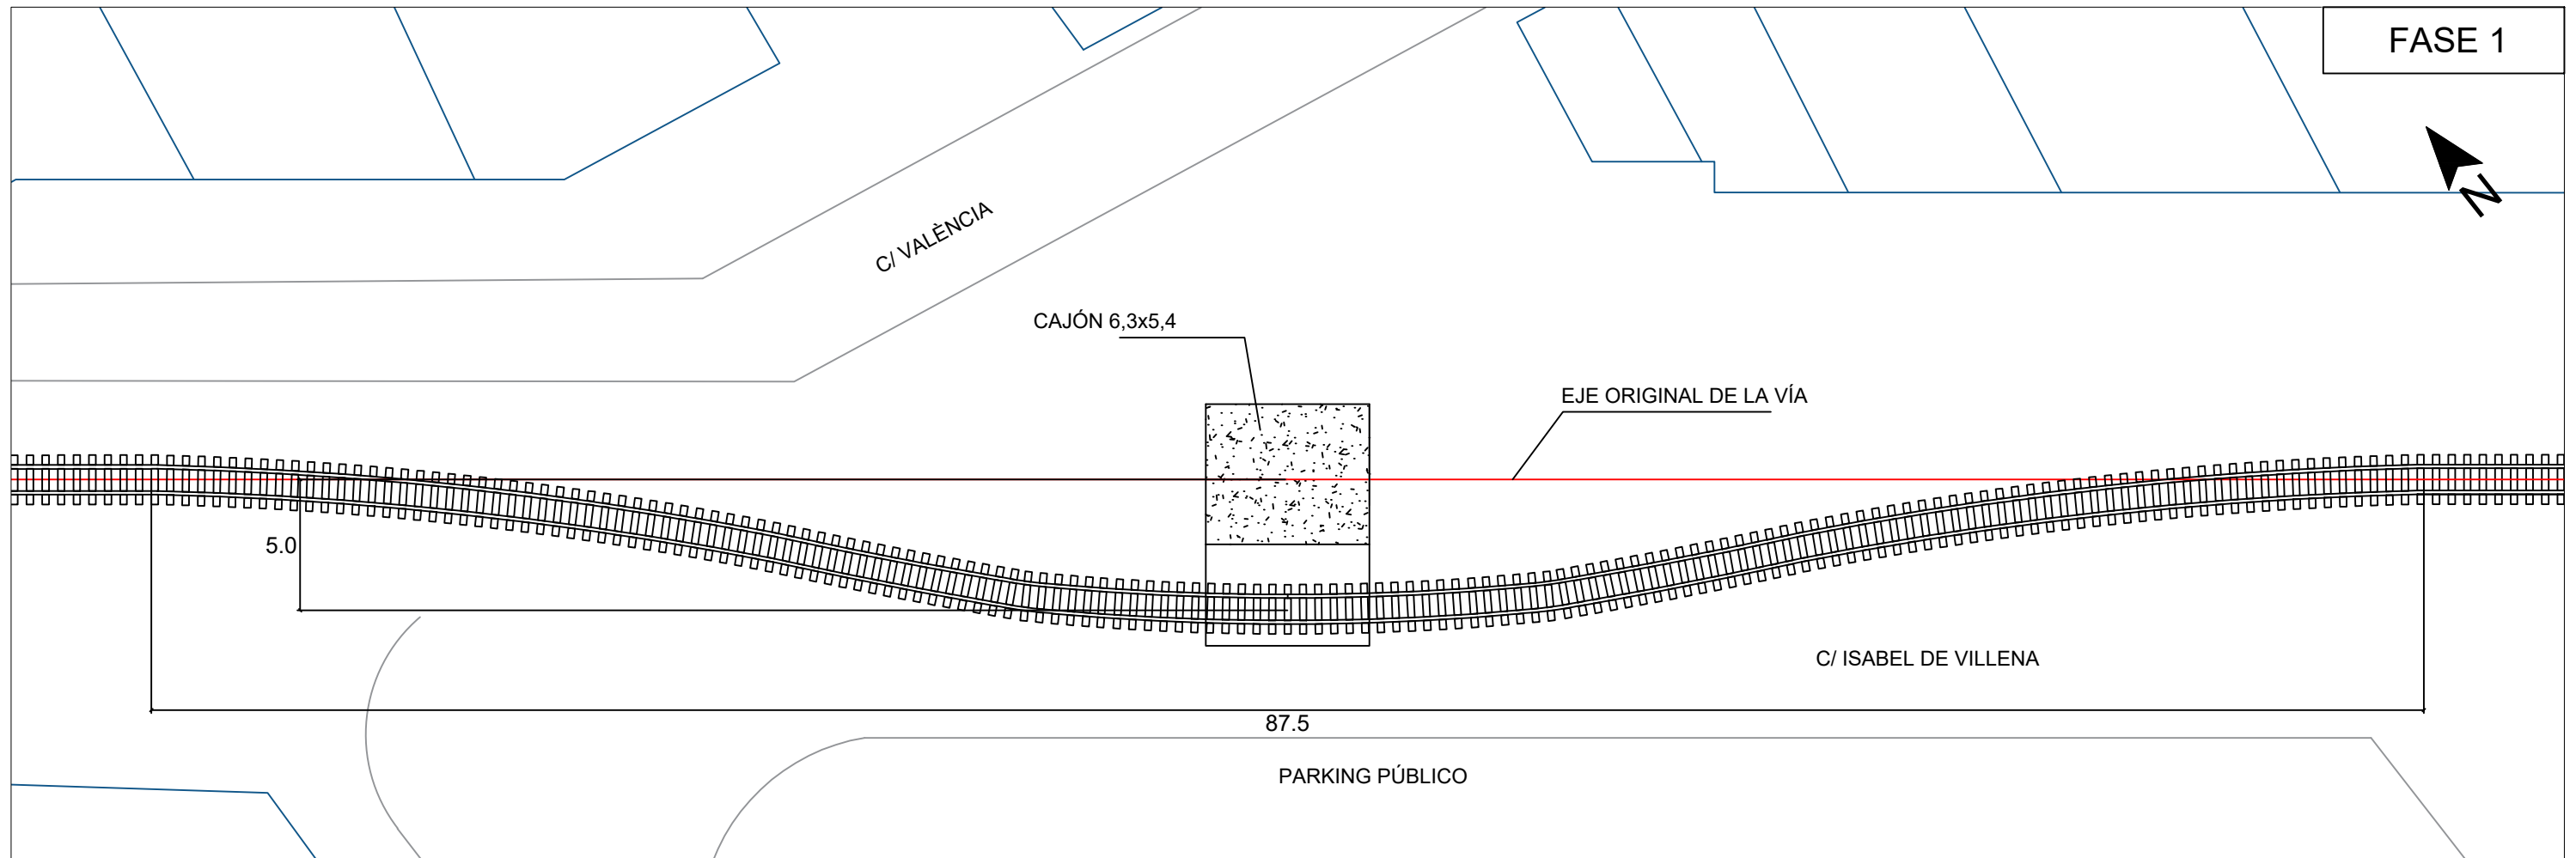 FASE 1
N
C/ VALÈNCIA
CAJÓN 6,3x5,4
EJE ORIGINAL DE LA VÍA
5.0
C/ ISABEL DE VILLENA
87.5
PARKING PÚBLICO